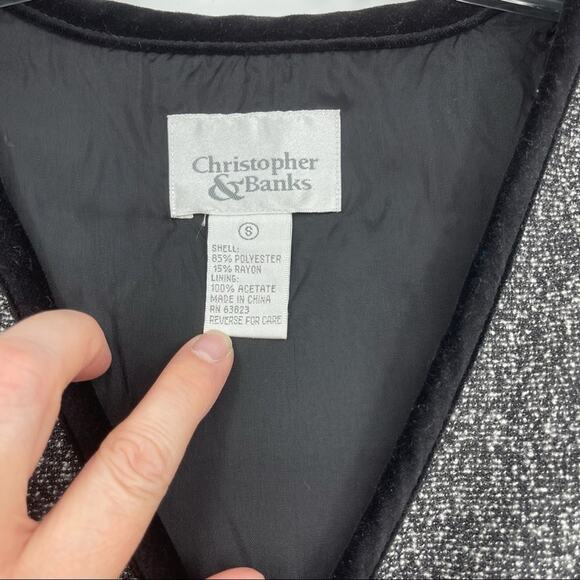 Christopher
& Banks
S
SHELL:
85% POLYESTER
15% RAYON
LINING:
100% ACETATE
MADE IN CHINA
RN 63823
REVERSE FOR CARE